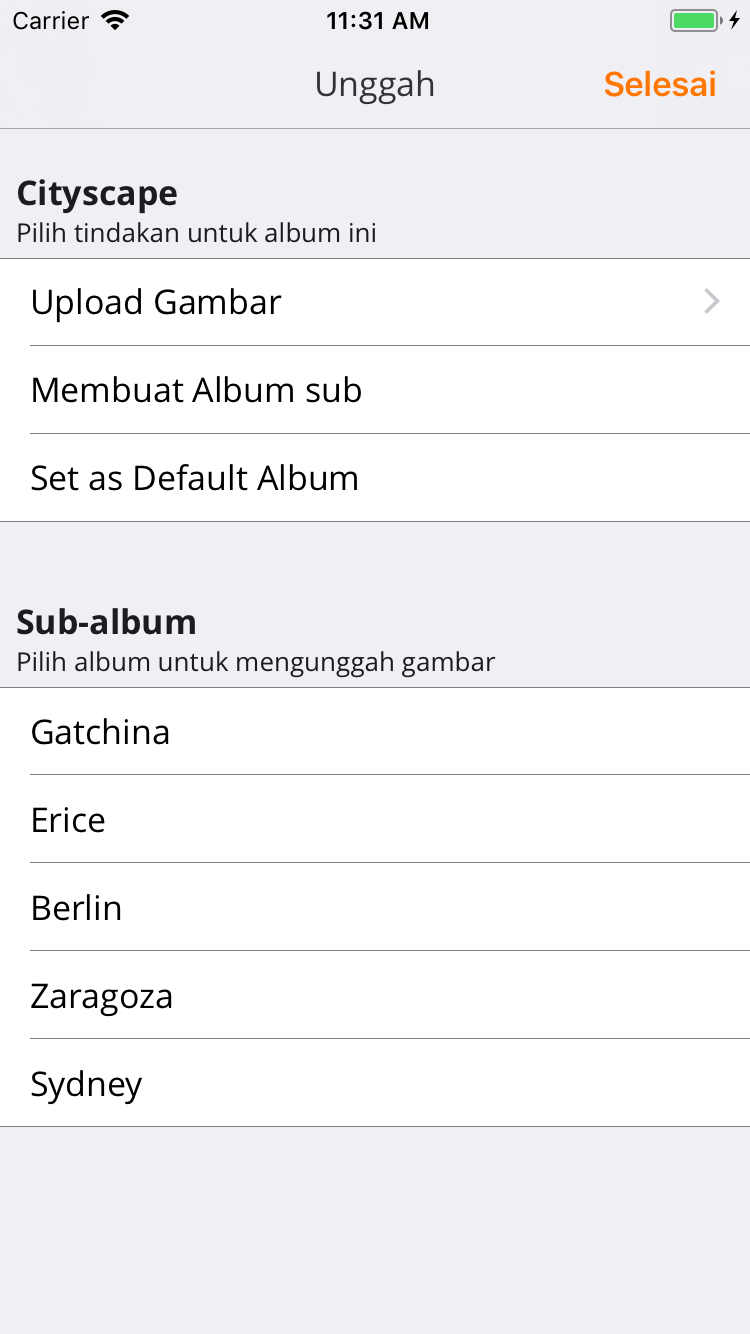 Carrier
11:31 AM
Unggah
Selesai
Cityscape
Pilih tindakan untuk album ini
Upload Gambar
Membuat Album sub
Set as Default Album
Sub-album
Pilih album untuk mengunggah gambar
Gatchina
Erice
Berlin
Zaragoza
Sydney